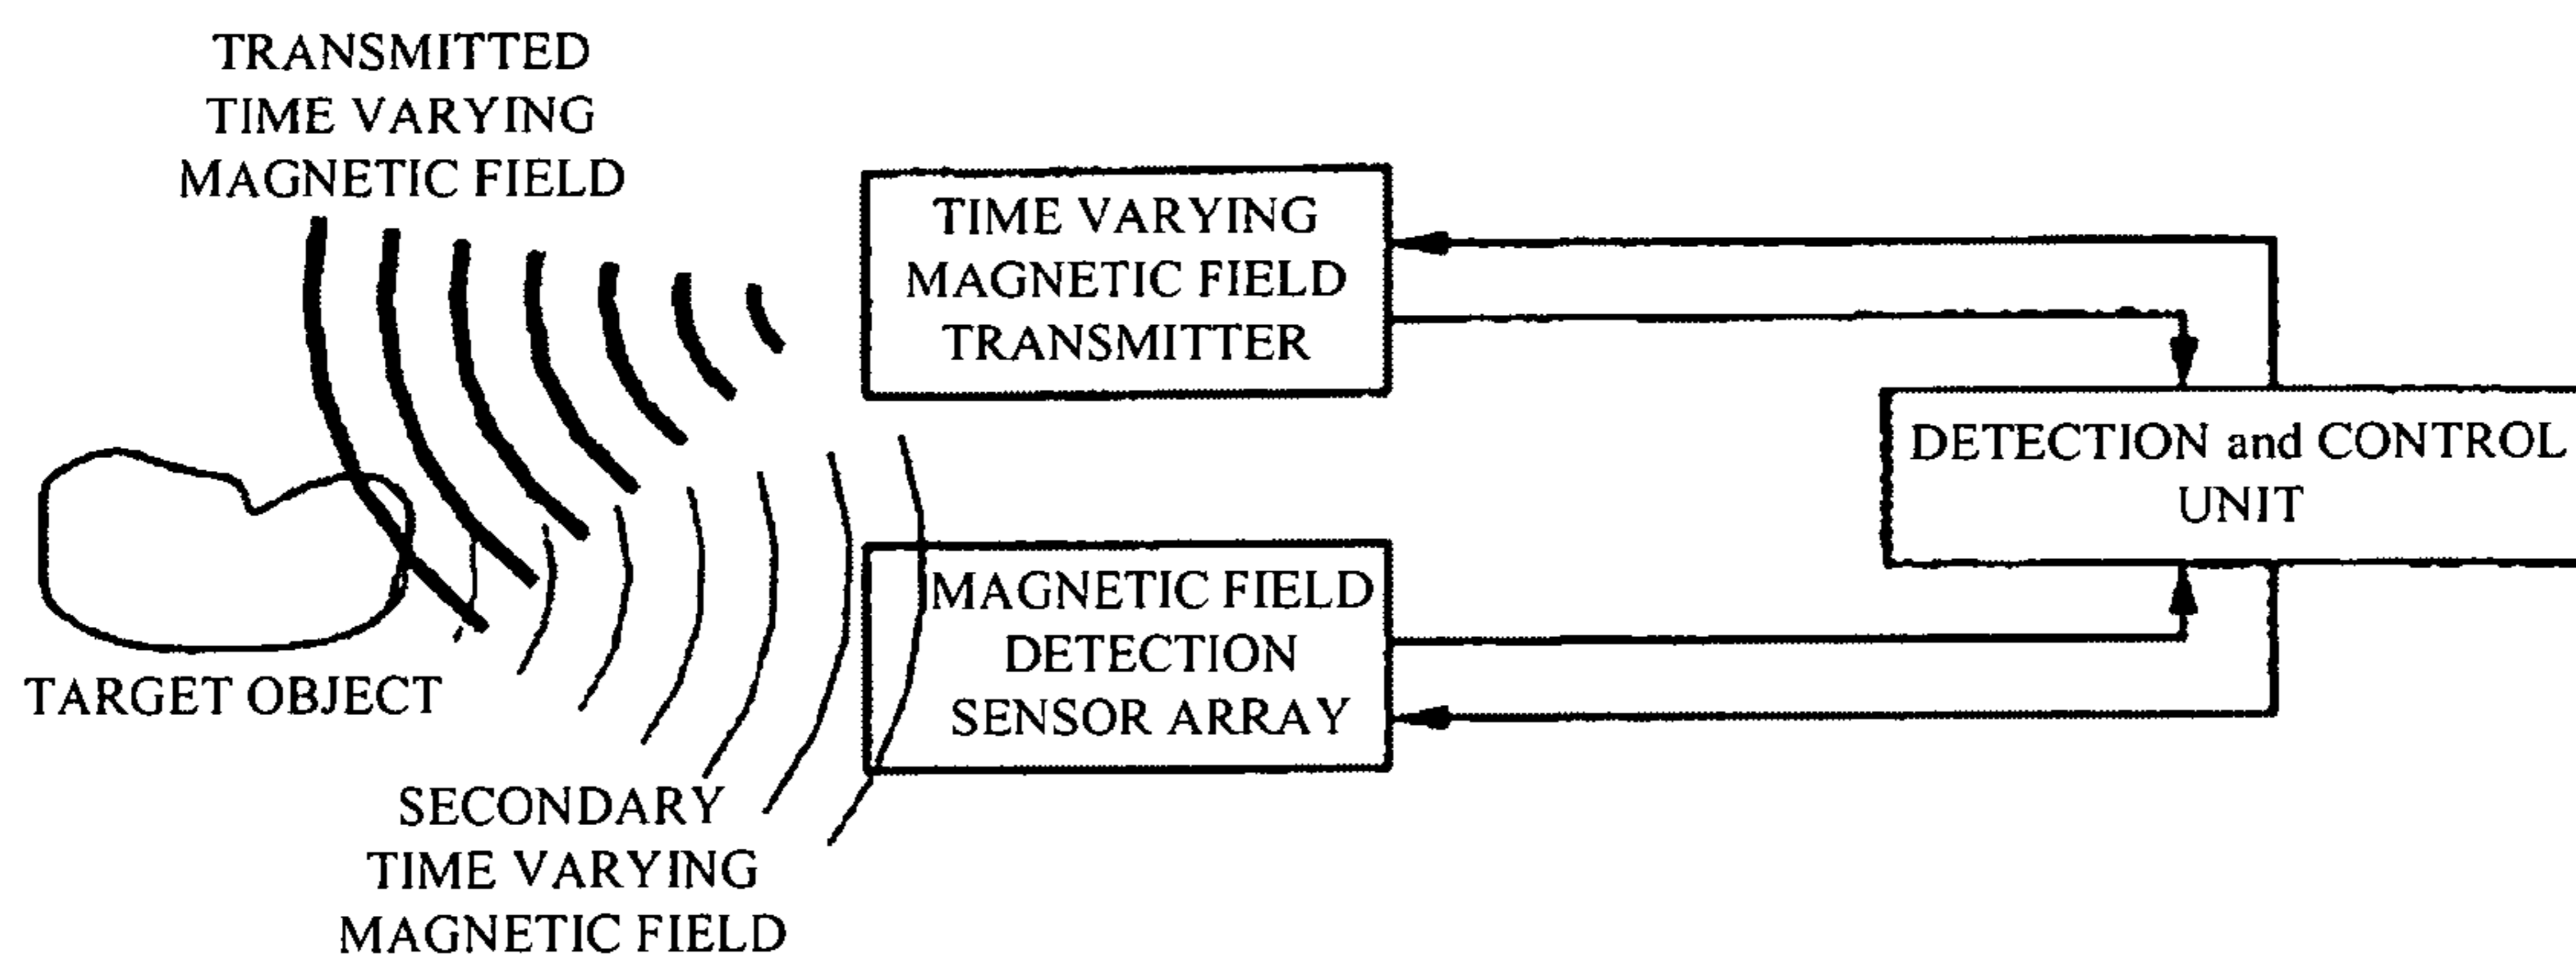 TRANSMITTED
TIME VARYING
MAGNETIC FIELD
TIME VARYING
MAGNETIC FIELD
TRANSMITTER
DETECTION and CONTROL
UNIT
MAGNETIC FIELD
DETECTION
SENSOR ARRAY
TARGET OBJECT
SECONDARY
TIME VARYING
MAGNETIC FIELD